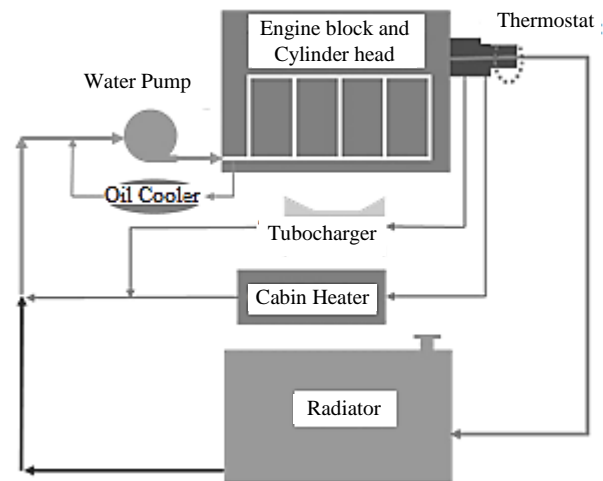 Engine block and
Cylinder head
Thermostat
Water Pump
Oil Cooler
Tubocharger
Cabin Heater
Radiator